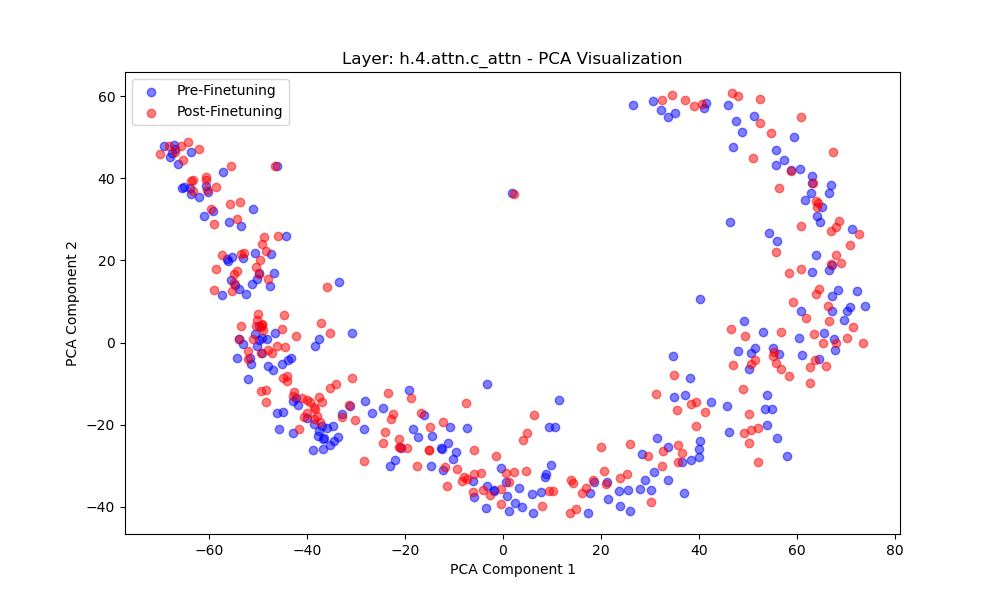 Layer: h.4.attn.c_attn - PCA Visualization
Pre-Finetuning
Post-Finetuning
PCA Component 2
60
40
20
0
−20
−40
−60
−40
−20
0
20
40
60
80
PCA Component 1